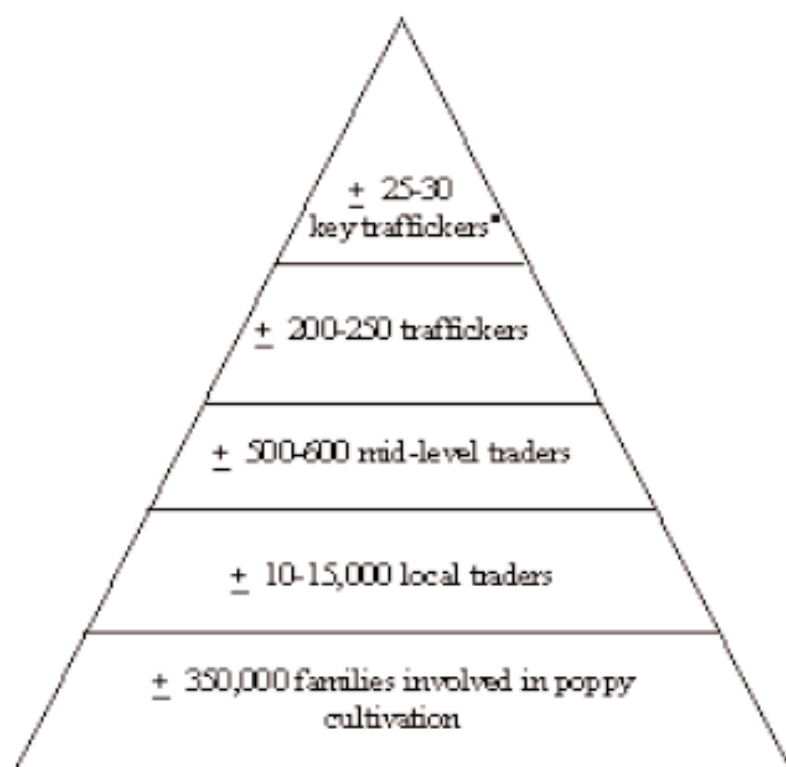 ± 25-30
key traffickers*
± 200-250 traffickers
± 500-600 mid-level traders
± 10-15,000 local traders
± 350,000 families involved in poppy
cultivation